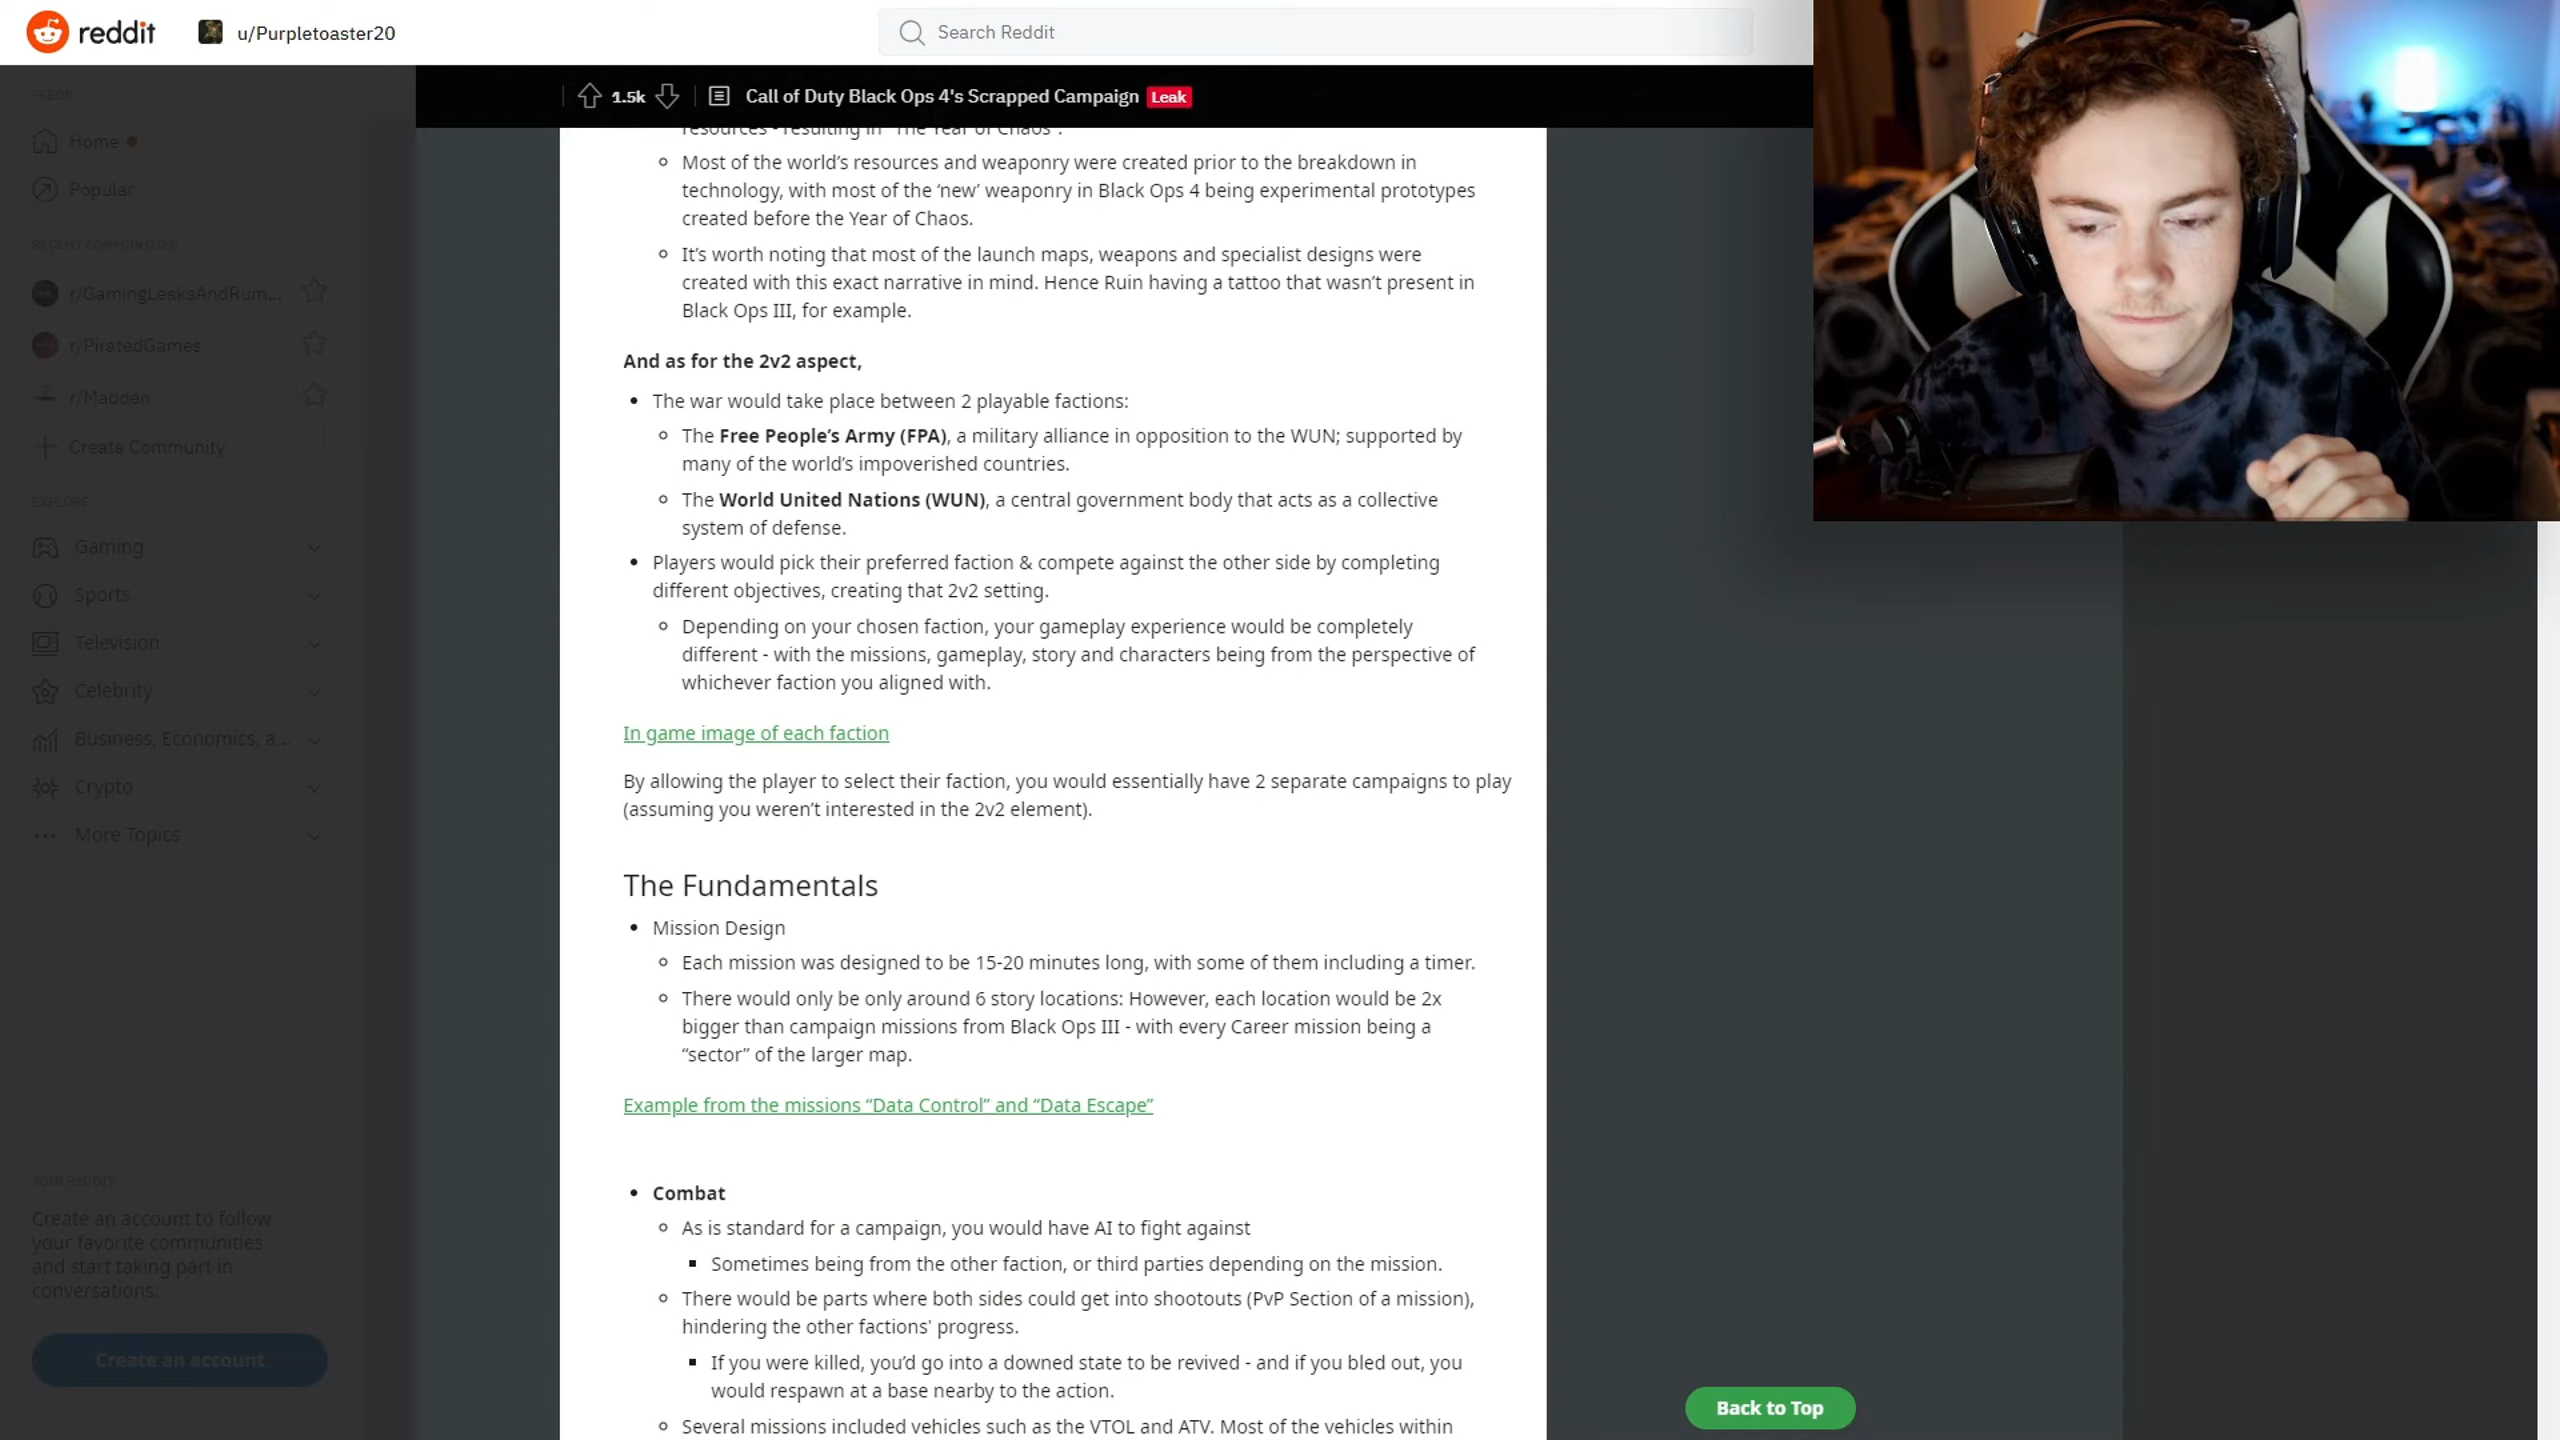 reddit
u/Purpletoaster20
Search Reddit
FEEDS
Home
Popular
RECENT COMMUNITIES
r/GamingLeaksAndRum...
r/PiratedGames
r/Madden
Create Community
EXPLORE
Gaming
Sports
Television
Celebrity
Business, Economics, a...
Crypto
More Topics
JOIN REDDIT
Create an account to follow
your favorite communities
and start taking part in
conversations.
Create an account
1.5k
Call of Duty Black Ops 4's Scrapped Campaign Leak
resources - resulting in "The Year of Chaos".
Most of the world's resources and weaponry were created prior to the breakdown in
technology, with most of the ‘new’ weaponry in Black Ops 4 being experimental prototypes
created before the Year of Chaos.
It’s worth noting that most of the launch maps, weapons and specialist designs were
created with this exact narrative in mind. Hence Ruin having a tattoo that wasn’t present in
Black Ops III, for example.
And as for the 2v2 aspect,
The war would take place between 2 playable factions:
The Free People’s Army (FPA), a military alliance in opposition to the WUN; supported by
many of the world’s impoverished countries.
The World United Nations (WUN), a central government body that acts as a collective
system of defense.
Players would pick their preferred faction & compete against the other side by completing
different objectives, creating that 2v2 setting.
Depending on your chosen faction, your gameplay experience would be completely
different - with the missions, gameplay, story and characters being from the perspective of
whichever faction you aligned with.
In game image of each faction
By allowing the player to select their faction, you would essentially have 2 separate campaigns to play
(assuming you weren’t interested in the 2v2 element).
The Fundamentals
Mission Design
Each mission was designed to be 15-20 minutes long, with some of them including a timer.
There would only be only around 6 story locations: However, each location would be 2x
bigger than campaign missions from Black Ops III - with every Career mission being a
“sector” of the larger map.
Example from the missions “Data Control” and “Data Escape”
Combat
As is standard for a campaign, you would have AI to fight against
Sometimes being from the other faction, or third parties depending on the mission.
There would be parts where both sides could get into shootouts (PvP Section of a mission),
hindering the other factions' progress.
If you were killed, you’d go into a downed state to be revived - and if you bled out, you
would respawn at a base nearby to the action.
Several missions included vehicles such as the VTOL and ATV. Most of the vehicles within
Back to Top